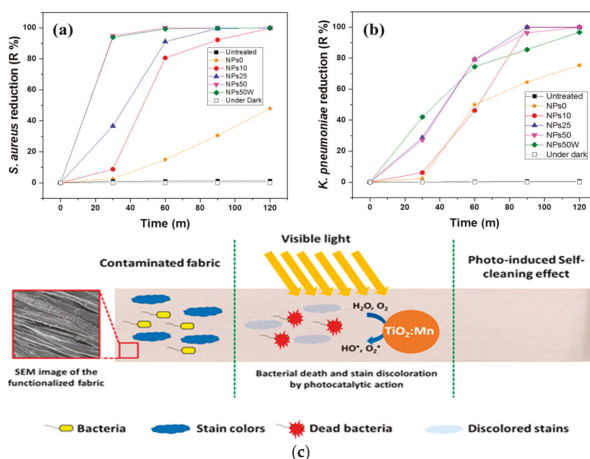 (a)
S. aureus reduction (R %)
100
80
60
40
20
0
0 30 60 90 120
Time (m)
Untreated
NPs0
NPs10
NPs25
NPs50
NPs50W
Under Dark
(b)
K. pneumoniae reduction (R %)
100
80
60
40
20
0
0 30 60 90 120
Time (m)
Untreated
NPs0
NPs10
NPs25
NPs50
NPs50W
Under dark
Contaminated fabric
Visible light
Photo-induced Self-
cleaning effect
H₂O, O₂
TiO₂:Mn
HO•, O₂•
SEM image of the
functionalized fabric
Bacterial death and stain discoloration
by photocatalytic action
Bacteria
Stain colors
Dead bacteria
Discolored stains
(c)